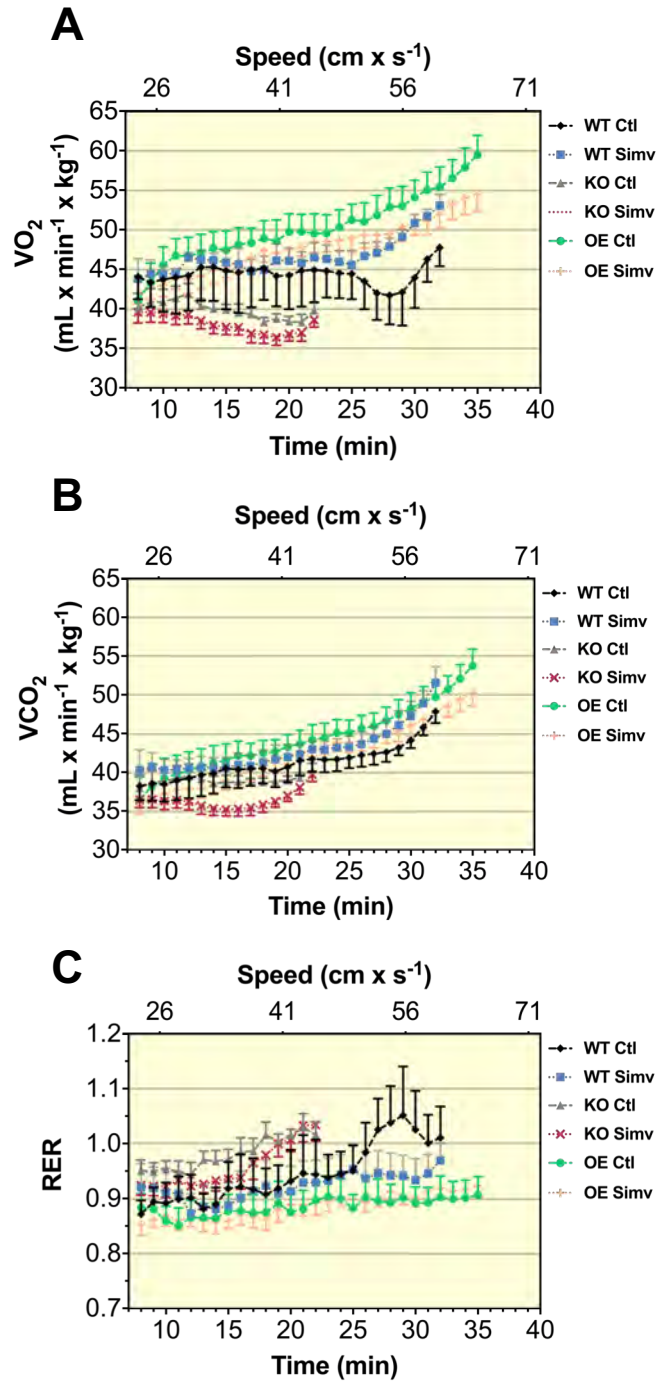 A
Speed (cm x s-1)
26 41 56 71
65
60
55
50
45
40
35
30
VO2
(mL x min-1 x kg-1)
10 15 20 25 30 35 40
Time (min)
WT Ctl
WT Simv
KO Ctl
KO Simv
OE Ctl
OE Simv
B
Speed (cm x s-1)
26 41 56 71
65
60
55
50
45
40
35
30
VCO2
(mL x min-1 x kg-1)
10 15 20 25 30 35 40
Time (min)
WT Ctl
WT Simv
KO Ctl
KO Simv
OE Ctl
OE Simv
C
Speed (cm x s-1)
26 41 56 71
1.2
1.1
1.0
0.9
0.8
0.7
RER
10 15 20 25 30 35 40
Time (min)
WT Ctl
WT Simv
KO Ctl
KO Simv
OE Ctl
OE Simv